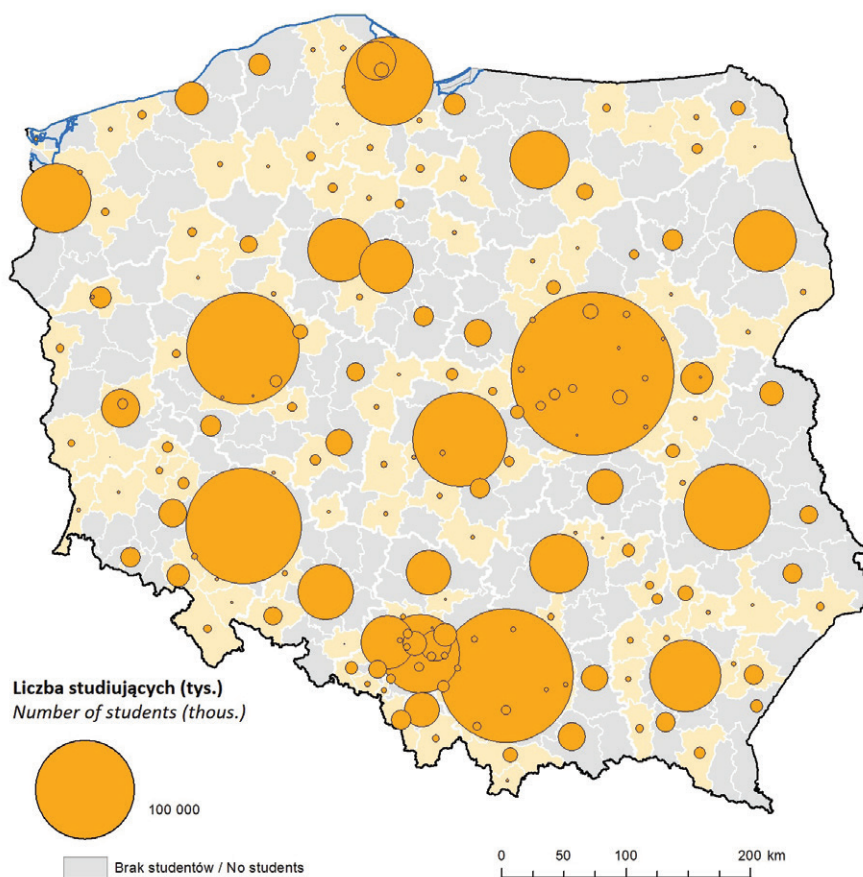 Liczba studiujących (tys.)
Number of students (thous.)
100 000
Brak studentów / No students
0 50 100 200 km